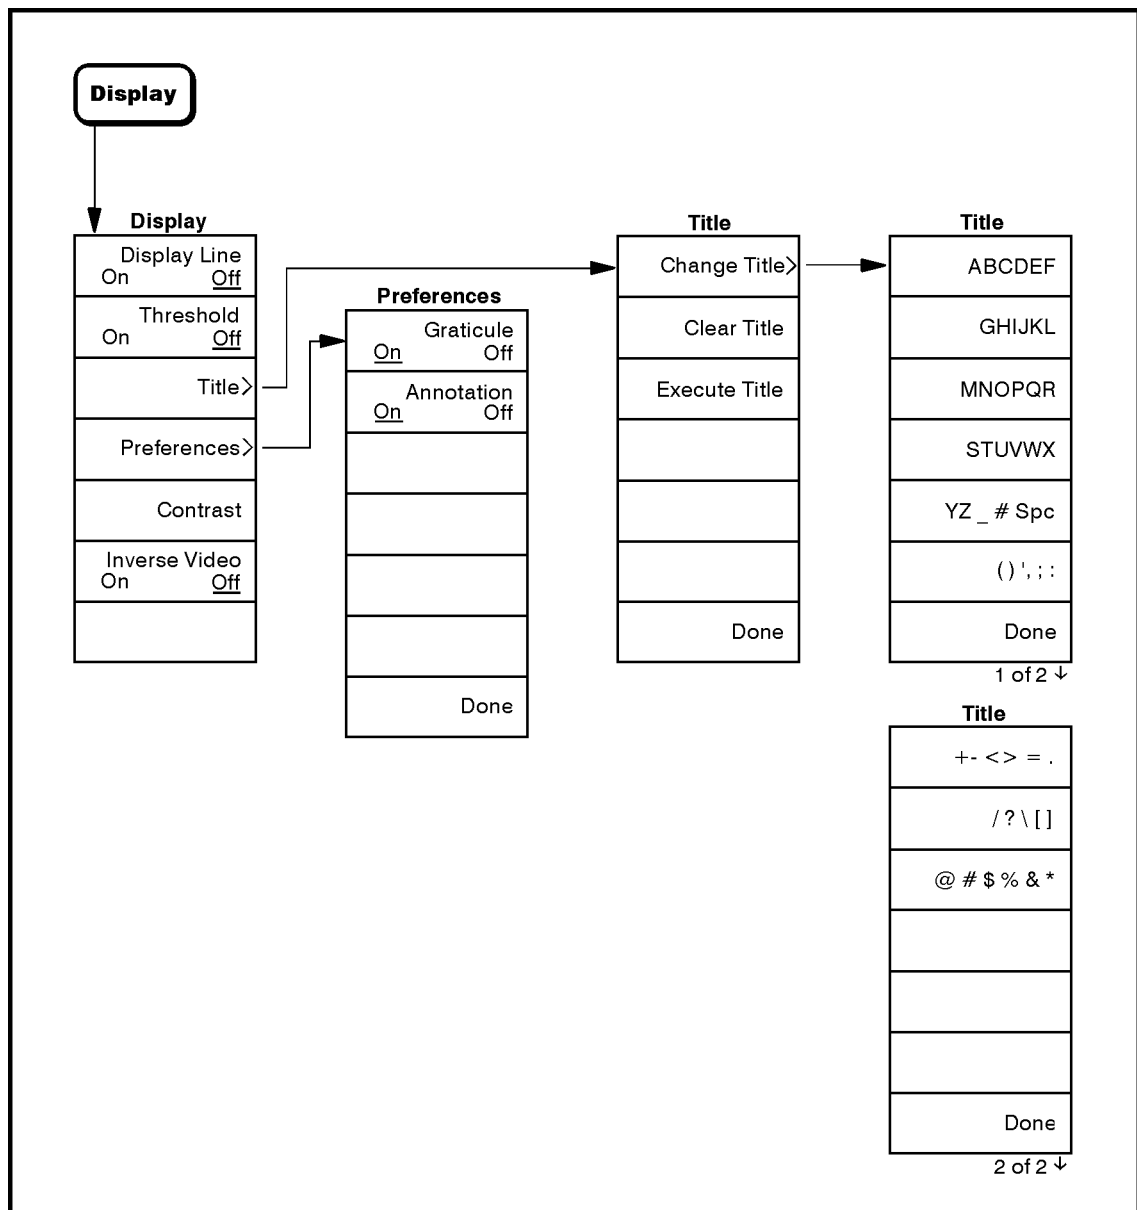 Display
Display
Display Line
On Off
Threshold
On Off
Title>
Preferences>
Contrast
Inverse Video
On Off
Preferences
Graticule
On Off
Annotation
On Off
Done
Title
Change Title>
Clear Title
Execute Title
Done
Title
ABCDEF
GHIJKL
MNOPQR
STUVWX
YZ _ # Spc
( ) ' , ; :
Done
1 of 2 ↓
Title
+- < > = .
/ ? \ [ ]
@ # $ % & *
Done
2 of 2 ↓